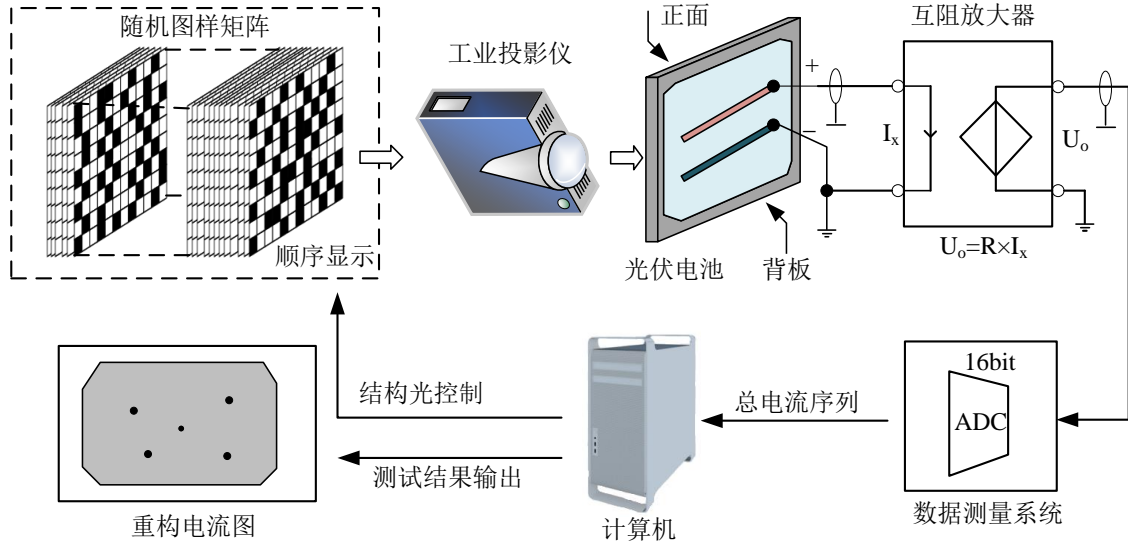 随机图样矩阵
顺序显示
工业投影仪
正面
+
−
光伏电池
背板
互阻放大器
Iₓ
Uₒ
Uₒ=R×Iₓ
结构光控制
测试结果输出
重构电流图
计算机
总电流序列
16bit
ADC
数据测量系统